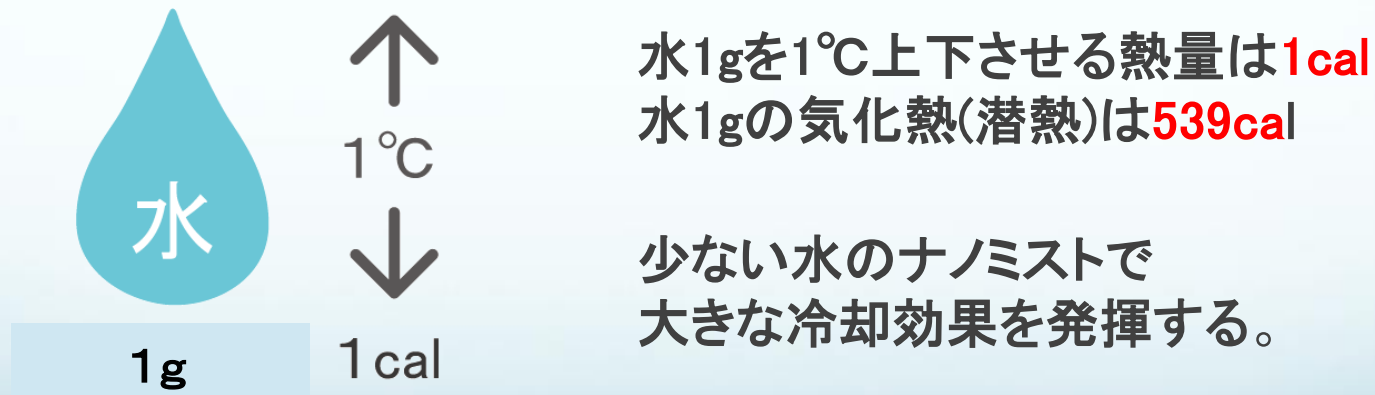 水
1g
1℃
1cal
水1gを1℃上下させる熱量は1cal
水1gの気化熱(潜熱)は539cal
少ない水のナノミストで
大きな冷却効果を発揮する。